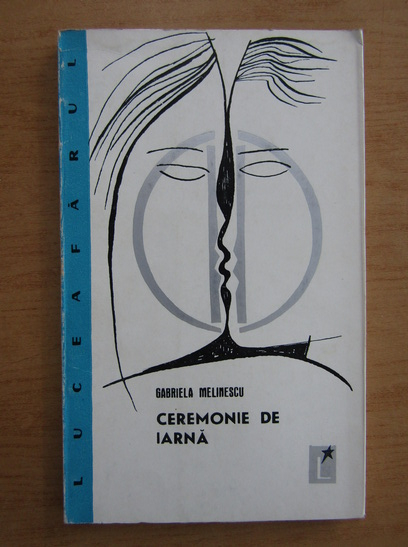 LUCEAFĂRUL
GABRIELA MELINESCU
CEREMONIE DE
IARNĂ
L